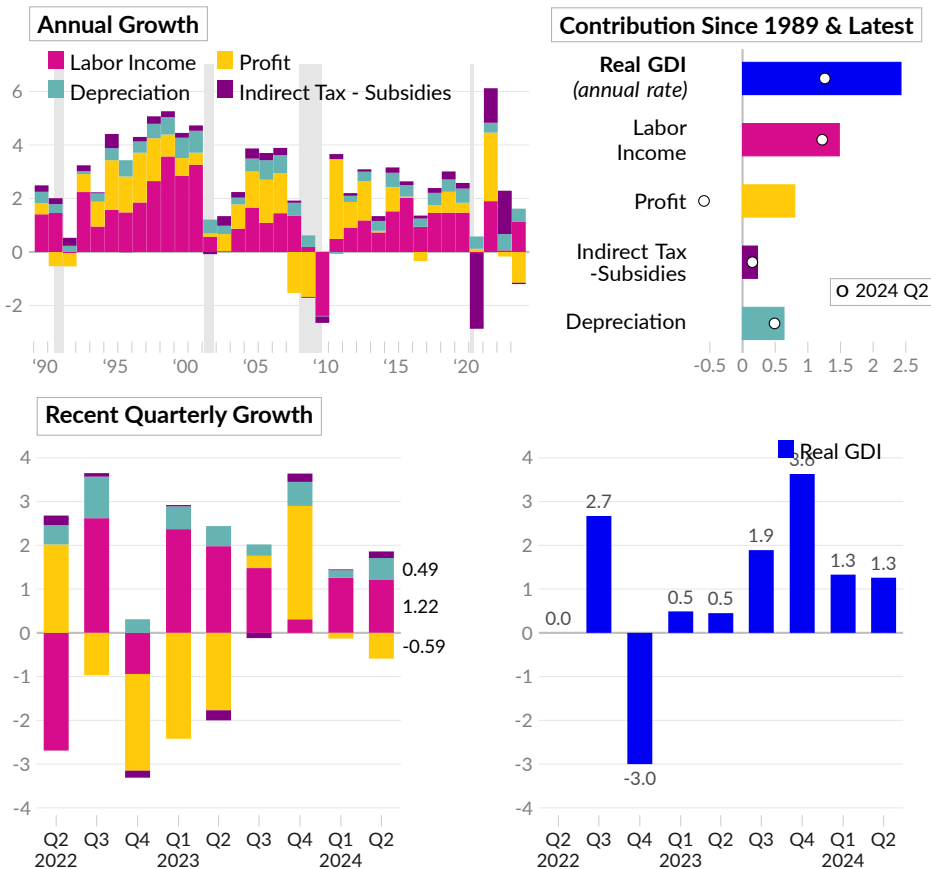 Annual Growth
Labor Income
Profit
Depreciation
Indirect Tax - Subsidies
6
4
2
0
-2
‘90
‘95
‘00
‘05
‘10
‘15
‘20
Contribution Since 1989 & Latest
Real GDI
(annual rate)
Labor
Income
Profit
Indirect Tax
-Subsidies
Depreciation
2024 Q2
-0.5 0 0.5 1 1.5 2 2.5
Recent Quarterly Growth
4
3
2
1
0
-1
-2
-3
-4
0.49
1.22
-0.59
Q2 Q3 Q4 Q1 Q2 Q3 Q4 Q1 Q2
2022 2023 2024
Real GDI
4
3
2
1
0
-1
-2
-3
-4
0.0
2.7
-3.0
0.5
0.5
1.9
3.6
1.3
1.3
Q2 Q3 Q4 Q1 Q2 Q3 Q4 Q1 Q2
2022 2023 2024